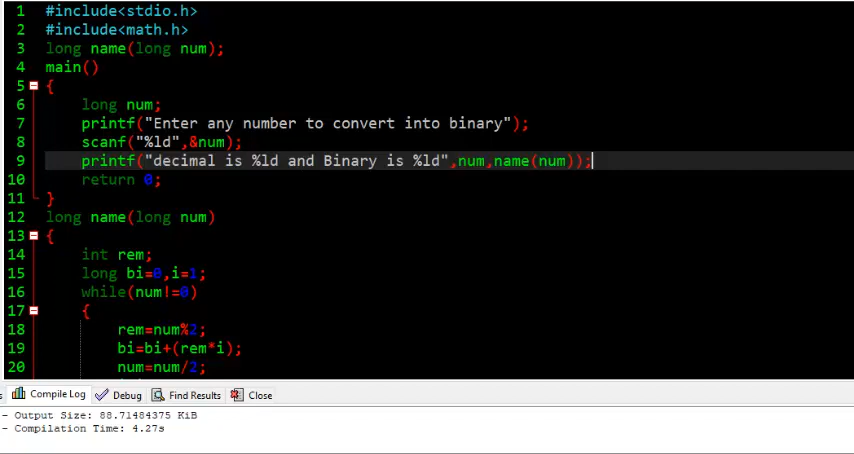 1 #include<stdio.h>
2 #include<math.h>
3 long name(long num);
4 main()
5 {
6 long num;
7 printf("Enter any number to convert into binary");
8 scanf("%ld",&num);
9 printf("decimal is %ld and Binary is %ld",num,name(num));
10 return 0;
11 }
12 long name(long num)
13 {
14 int rem;
15 long bi=0,i=1;
16 while(num!=0)
17 {
18 rem=num%2;
19 bi=bi+(rem*i);
20 num=num/2;
Compile Log Debug Find Results Close
- Output Size: 88.71484375 KiB
- Compilation Time: 4.27s